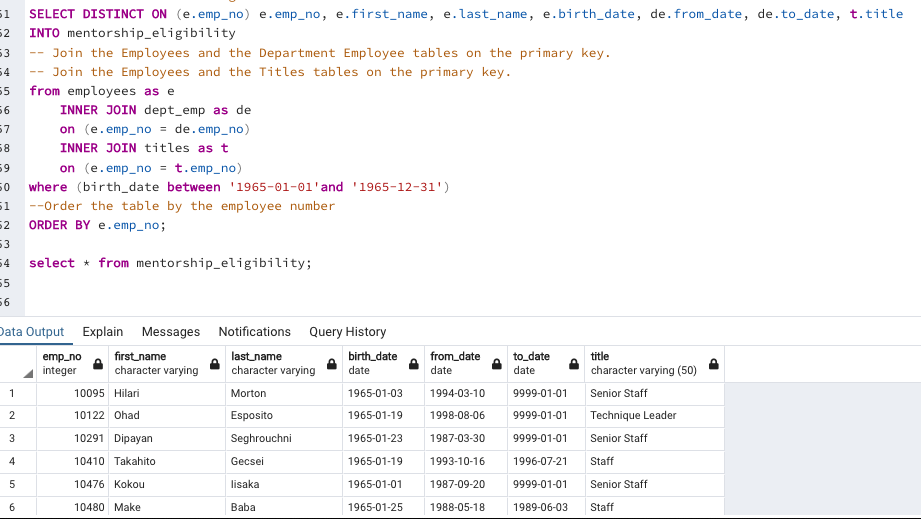 51 SELECT DISTINCT ON (e.emp_no) e.emp_no, e.first_name, e.last_name, e.birth_date, de.from_date, de.to_date, t.title
52 INTO mentorship_eligibility
53 -- Join the Employees and the Department Employee tables on the primary key.
54 -- Join the Employees and the Titles tables on the primary key.
55 from employees as e
56 INNER JOIN dept_emp as de
57 on (e.emp_no = de.emp_no)
58 INNER JOIN titles as t
59 on (e.emp_no = t.emp_no)
50 where (birth_date between '1965-01-01'and '1965-12-31')
51 --Order the table by the employee number
52 ORDER BY e.emp_no;
53
54 select * from mentorship_eligibility;
55
56
Data Output Explain Messages Notifications Query History
emp_no first_name last_name birth_date from_date to_date title
integer character varying character varying date date date character varying (50)
1 10095 Hilari Morton 1965-01-03 1994-03-10 9999-01-01 Senior Staff
2 10122 Ohad Esposito 1965-01-19 1998-08-06 9999-01-01 Technique Leader
3 10291 Dipayan Seghrouchni 1965-01-23 1987-03-30 9999-01-01 Senior Staff
4 10410 Takahito Gecsei 1965-01-19 1993-10-16 1996-07-21 Staff
5 10476 Kokou Iisaka 1965-01-01 1987-09-20 9999-01-01 Senior Staff
6 10480 Make Baba 1965-01-25 1988-05-18 1989-06-03 Staff